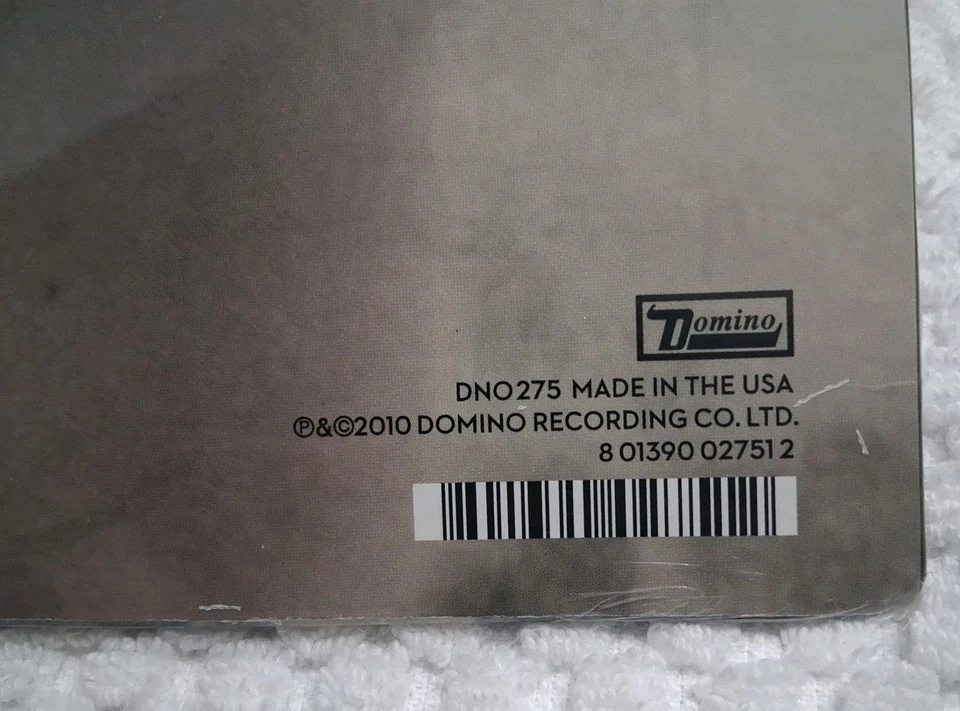 Domino
DNO275 MADE IN THE USA
℗&©2010 DOMINO RECORDING CO. LTD.
8 01390 02751 2